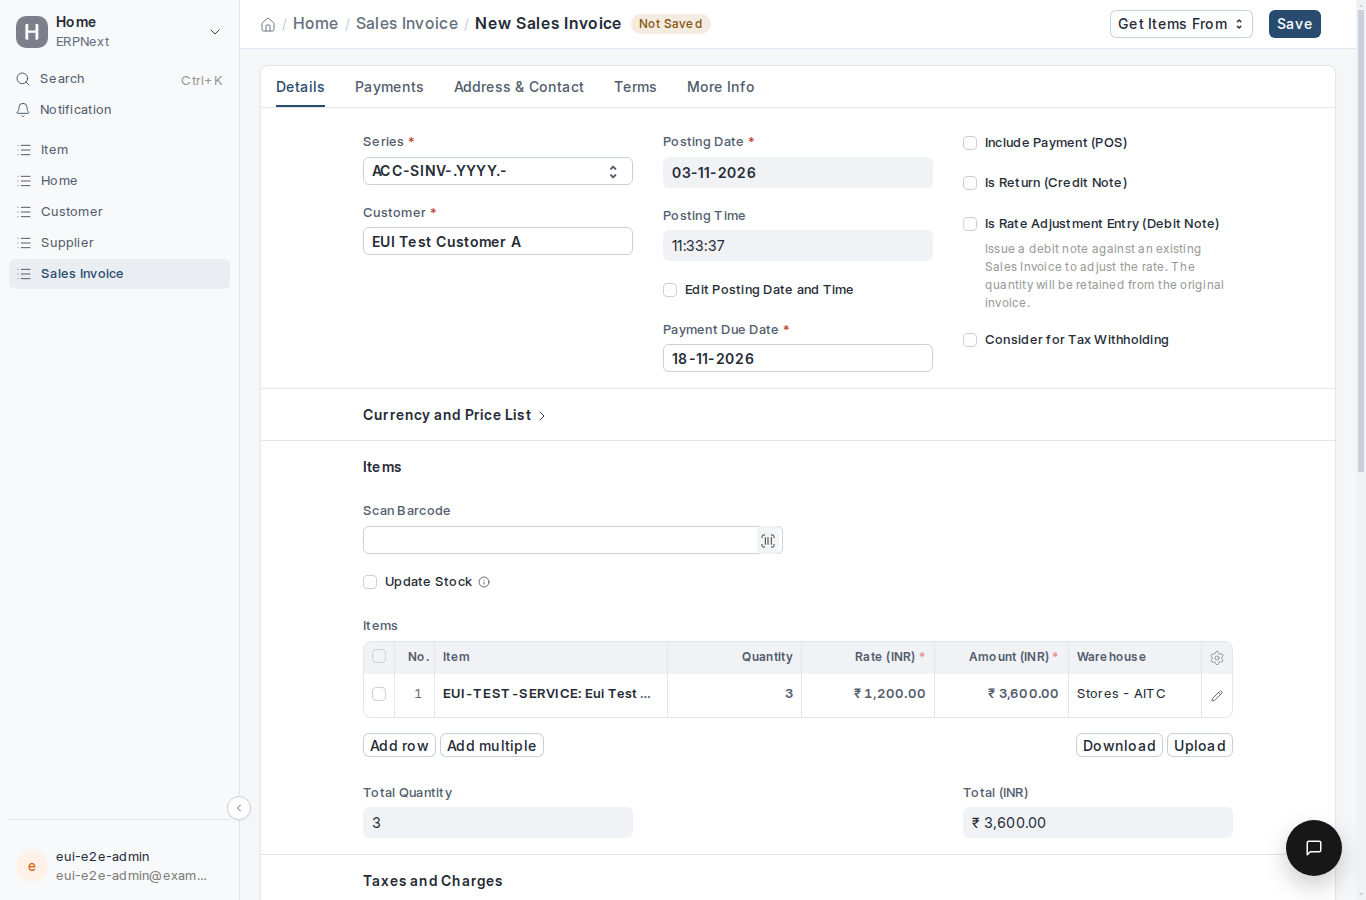 H
Home
ERPNext
Search
Ctrl+K
Notification
Item
Home
Customer
Supplier
Sales Invoice
e
eui-e2e-admin
eui-e2e-admin@exam...
/ Home / Sales Invoice / New Sales Invoice Not Saved
Get Items From
Save
Details Payments Address & Contact Terms More Info
Series *
ACC-SINV-.YYYY.-
Customer *
EUI Test Customer A
Posting Date *
03-11-2026
Posting Time
11:33:37
Edit Posting Date and Time
Payment Due Date *
18-11-2026
Include Payment (POS)
Is Return (Credit Note)
Is Rate Adjustment Entry (Debit Note)
Issue a debit note against an existing
Sales Invoice to adjust the rate. The
quantity will be retained from the original
invoice.
Consider for Tax Withholding
Currency and Price List
Items
Scan Barcode
Update Stock
Items
No. Item Quantity Rate (INR) * Amount (INR) * Warehouse
1 EUI-TEST-SERVICE: Eui Test ... 3 ₹ 1,200.00 ₹ 3,600.00 Stores - AITC
Add row Add multiple Download Upload
Total Quantity
3
Total (INR)
₹ 3,600.00
Taxes and Charges